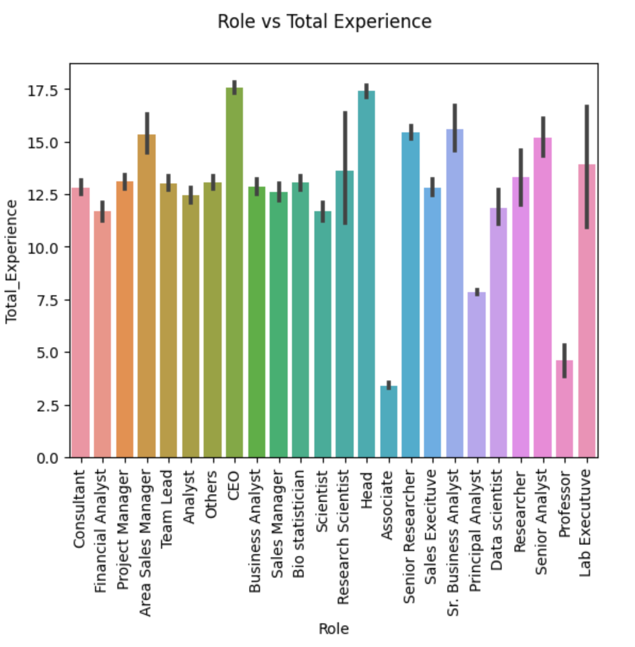 Role vs Total Experience
17.5
15.0
12.5
10.0
7.5
5.0
2.5
0.0
Total_Experience
Consultant
Financial Analyst
Project Manager
Area Sales Manager
Team Lead
Analyst
Others
CEO
Business Analyst
Sales Manager
Bio statistician
Scientist
Research Scientist
Head
Associate
Senior Researcher
Sales Execituve
Sr. Business Analyst
Principal Analyst
Data scientist
Researcher
Senior Analyst
Professor
Lab Executuve
Role